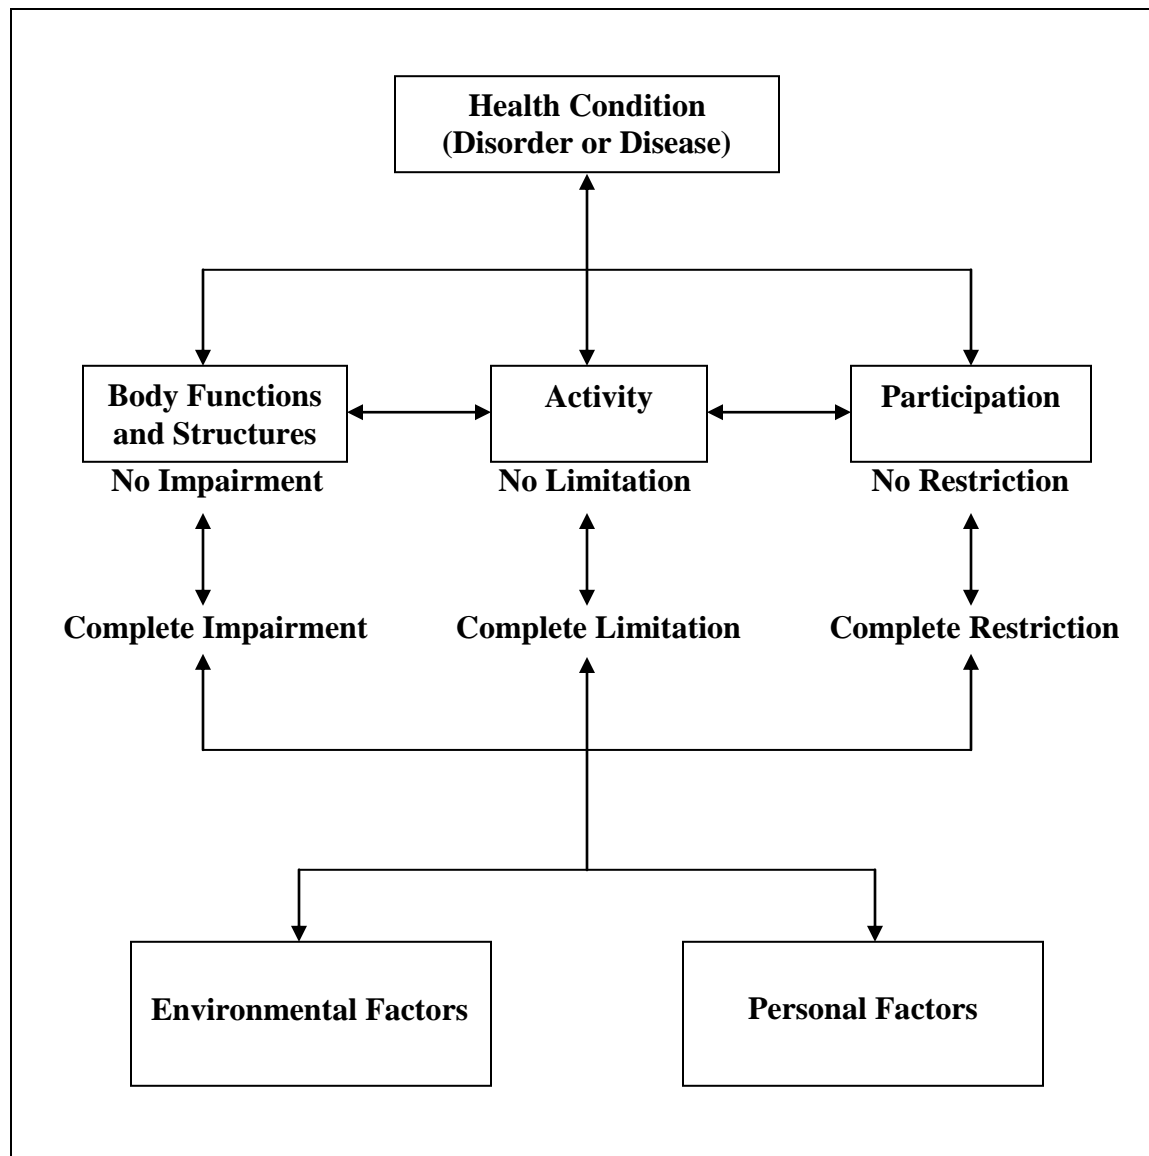 Health Condition
(Disorder or Disease)
Body Functions
and Structures
Activity
Participation
No Impairment
No Limitation
No Restriction
Complete Impairment
Complete Limitation
Complete Restriction
Environmental Factors
Personal Factors